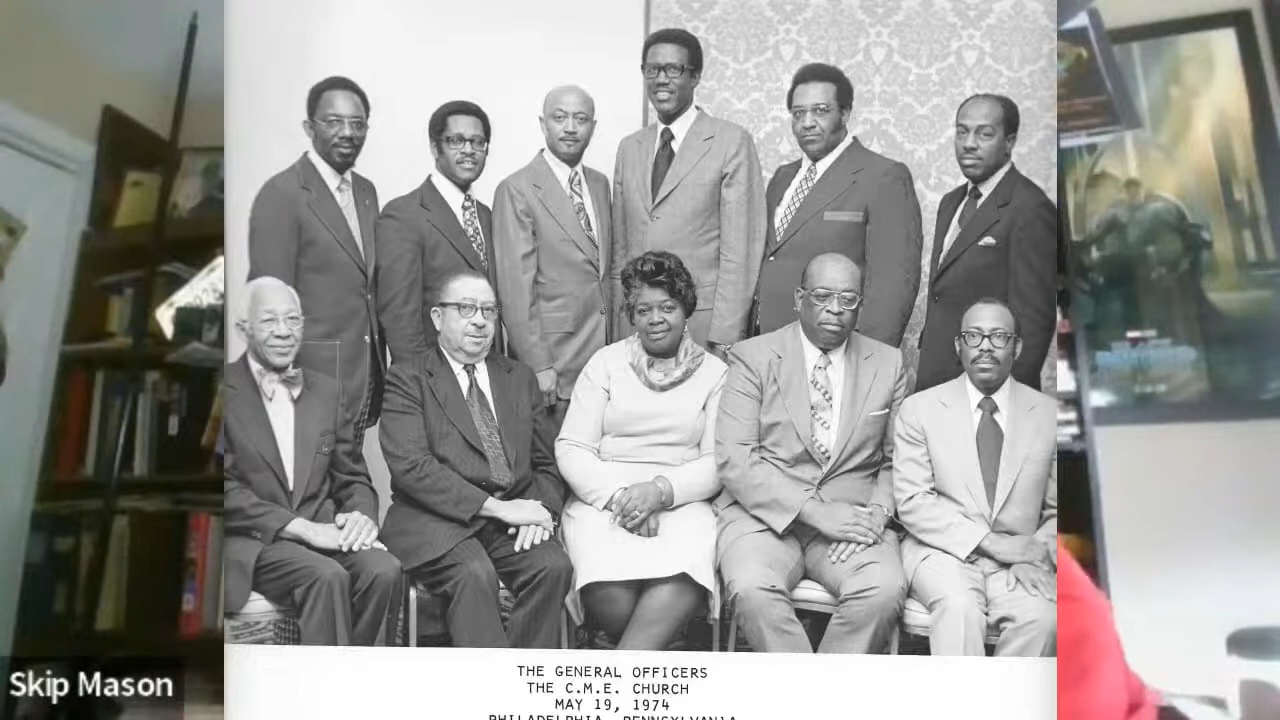 Skip Mason
THE GENERAL OFFICERS
THE C.M.E. CHURCH
MAY 19, 1974
PHILADELPHIA, PENNSYLVANIA